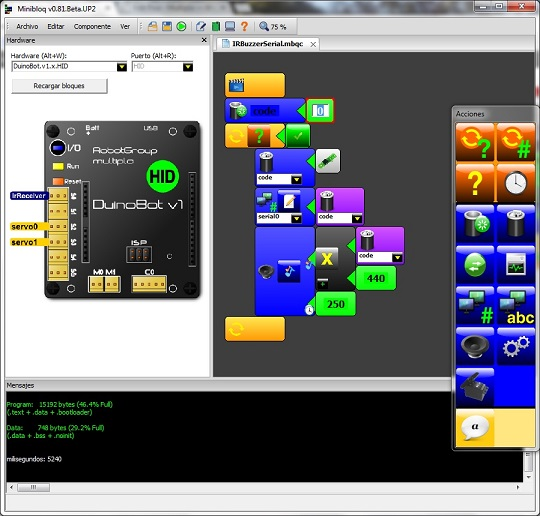 Minibloq v0.81.Beta.UP2
Archivo Editar Componente Ver
75 %
Hardware
Hardware (Alt+W):
Puerto (Alt+R):
DuinoBot.v1.x.HID
HID
Recargar bloques
Batt
+
USB
I/O
RobotGroup
multiplo
Run
Reset
HID
IrReceiver
DuinoBot v1
servo0
servo1
ISP
M0 M1
C0
IRBuzzerSerial.mbqc
code
0
?
code
#
serial0
code
X
code
+
440
250
Acciones
?
#
?
#
abc
a
Mensajes
Program: 15192 bytes (46.4% Full)
(.text + .data + .bootloader)
Data: 748 bytes (29.2% Full)
(.data + .bss + .noinit)
milisegundos: 5240